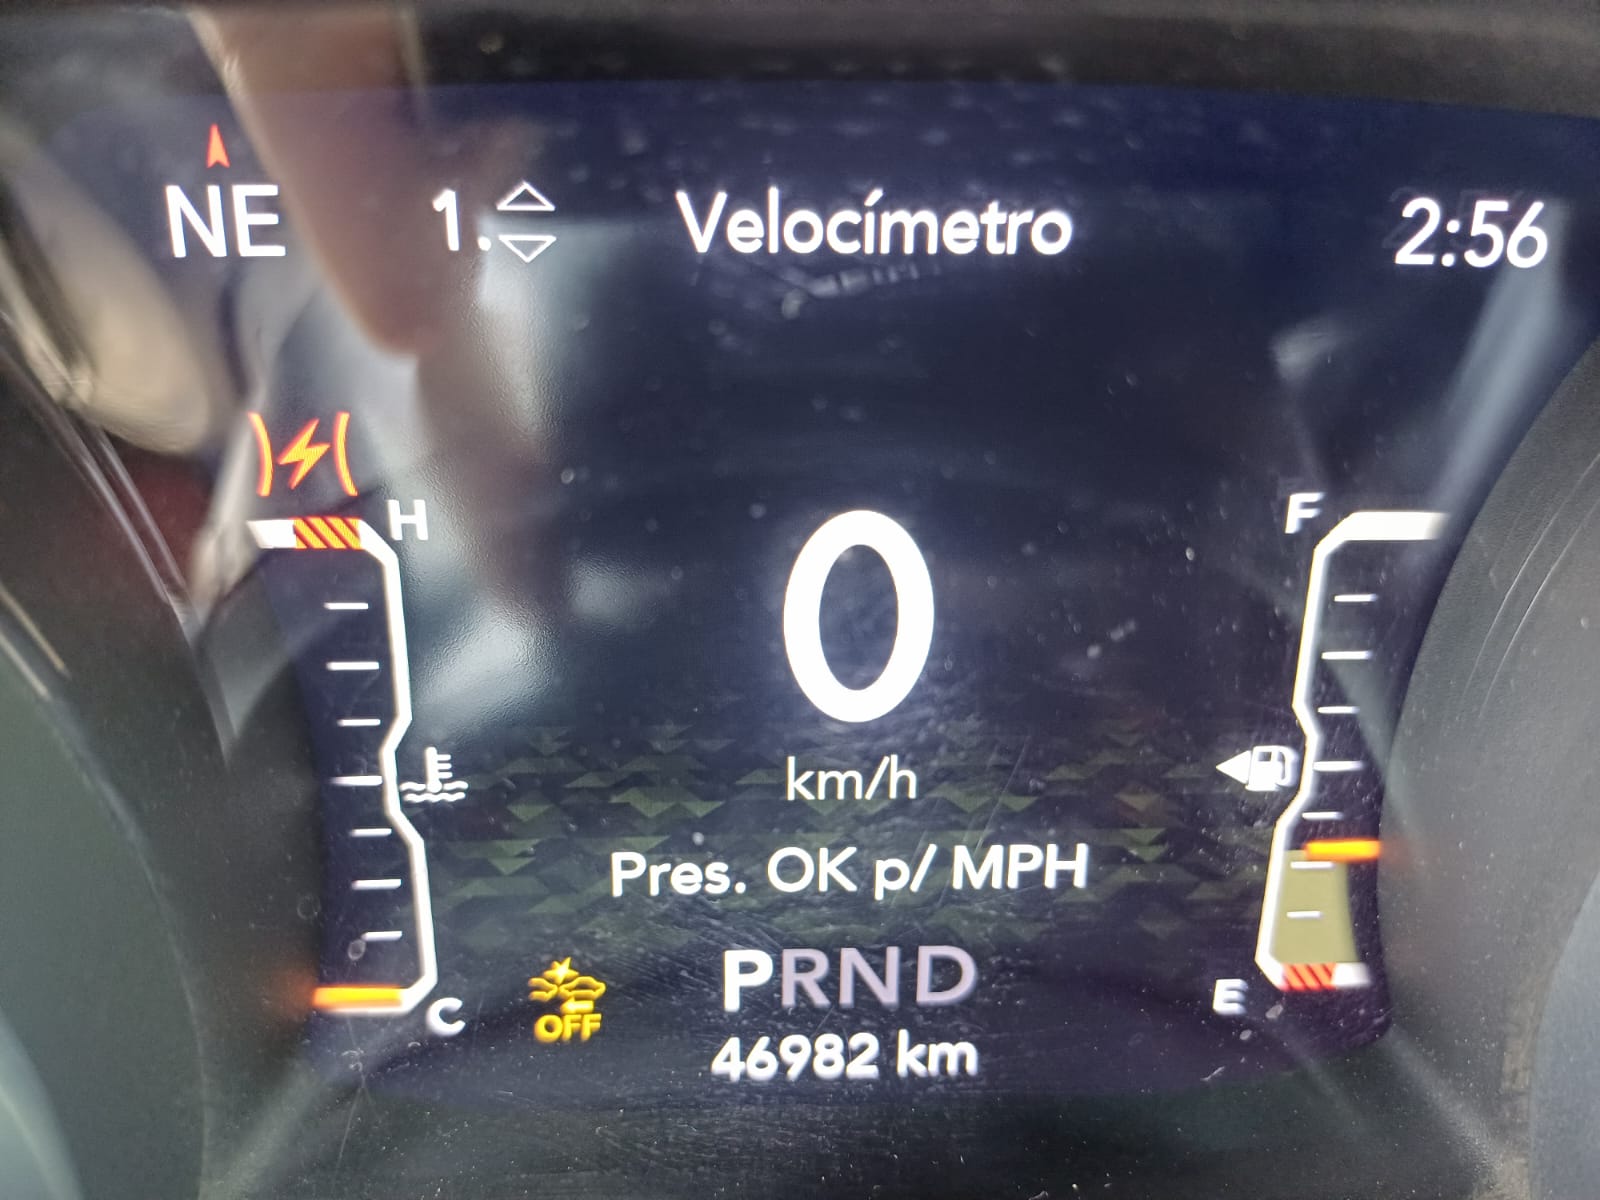 NE 1. Velocímetro 2:56
H F
0
km/h
Pres. OK p/ MPH
PRND
E
C OFF
46982 km